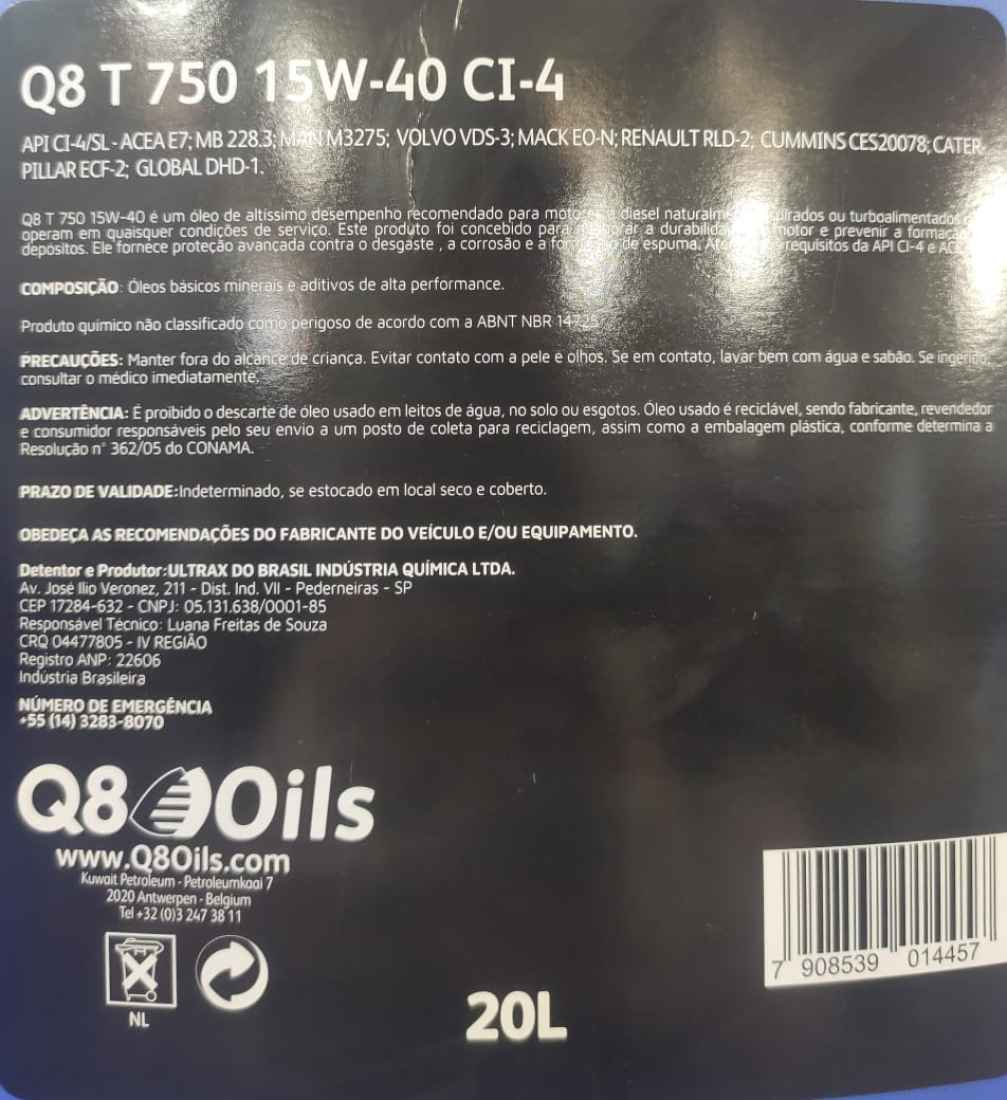 Q8 T 750 15W-40 CI-4
API CI-4/SL - ACEA E7; MB 228.3; MAN M3275; VOLVO VDS-3; MACK EO-N; RENAULT RLD-2; CUMMINS CES20078; CATER-
PILLAR ECF-2; GLOBAL DHD-1.
Q8 T 750 15W-40 é um óleo de altíssimo desempenho recomendado para diesel ou turboalimentados
operam em quaisquer condições de serviço. Este produto foi concebido para a motor e prevenir a
depósitos. Ele fornece proteção avançada contra o desgaste , a corrosão e a de espuma. requisitos da API CI-4 e
COMPOSIÇÃO: Óleos básicos minerais e aditivos de alta performance.
Produto químico não classificado como perigoso de acordo com a ABNT NBR 14725
PRECAUÇÕES: Manter fora do alcance de criança. Evitar contato com a pele e olhos. Se em contato, lavar bem com água e sabão. Se ingerido,
consultar o médico imediatamente.
ADVERTÊNCIA: É proibido o descarte de óleo usado em leitos de água, no solo ou esgotos. Óleo usado é reciclável, sendo fabricante, revendedor
e consumidor responsáveis pelo seu envio a um posto de coleta para reciclagem, assim como a embalagem plástica, conforme determina a
Resolução n° 362/05 do CONAMA.
PRAZO DE VALIDADE:Indeterminado, se estocado em local seco e coberto.
OBEDEÇA AS RECOMENDAÇÕES DO FABRICANTE DO VEÍCULO E/OU EQUIPAMENTO.
Detentor e Produtor:ULTRAX DO BRASIL INDÚSTRIA QUÍMICA LTDA.
Av. José Ilio Veronez, 211 - Dist. Ind. VII - Pederneiras - SP
CEP 17284-632 - CNPJ: 05.131.638/0001-85
Responsável Técnico: Luana Freitas de Souza
CRQ 04477805 - IV REGIÃO
Registro ANP: 22606
Indústria Brasileira
NÚMERO DE EMERGÊNCIA
+55 (14) 3283-8070
Q8 Oils
www.Q8Oils.com
Kuwait Petroleum - Petroleumkaai 7
2020 Antwerpen - Belgium
Tel +32 (0)3 247 38 11
NL
20L
7 908539 014457